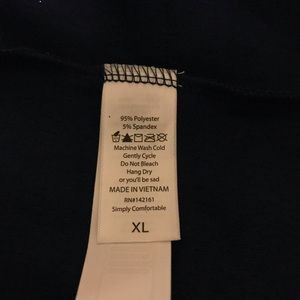 95% Polyester
5% Spandex
Machine Wash Cold
Gently Cycle
Do Not Bleach
Hang Dry
or you'll be sad
MADE IN VIETNAM
RN#142161
Simply Comfortable
XL